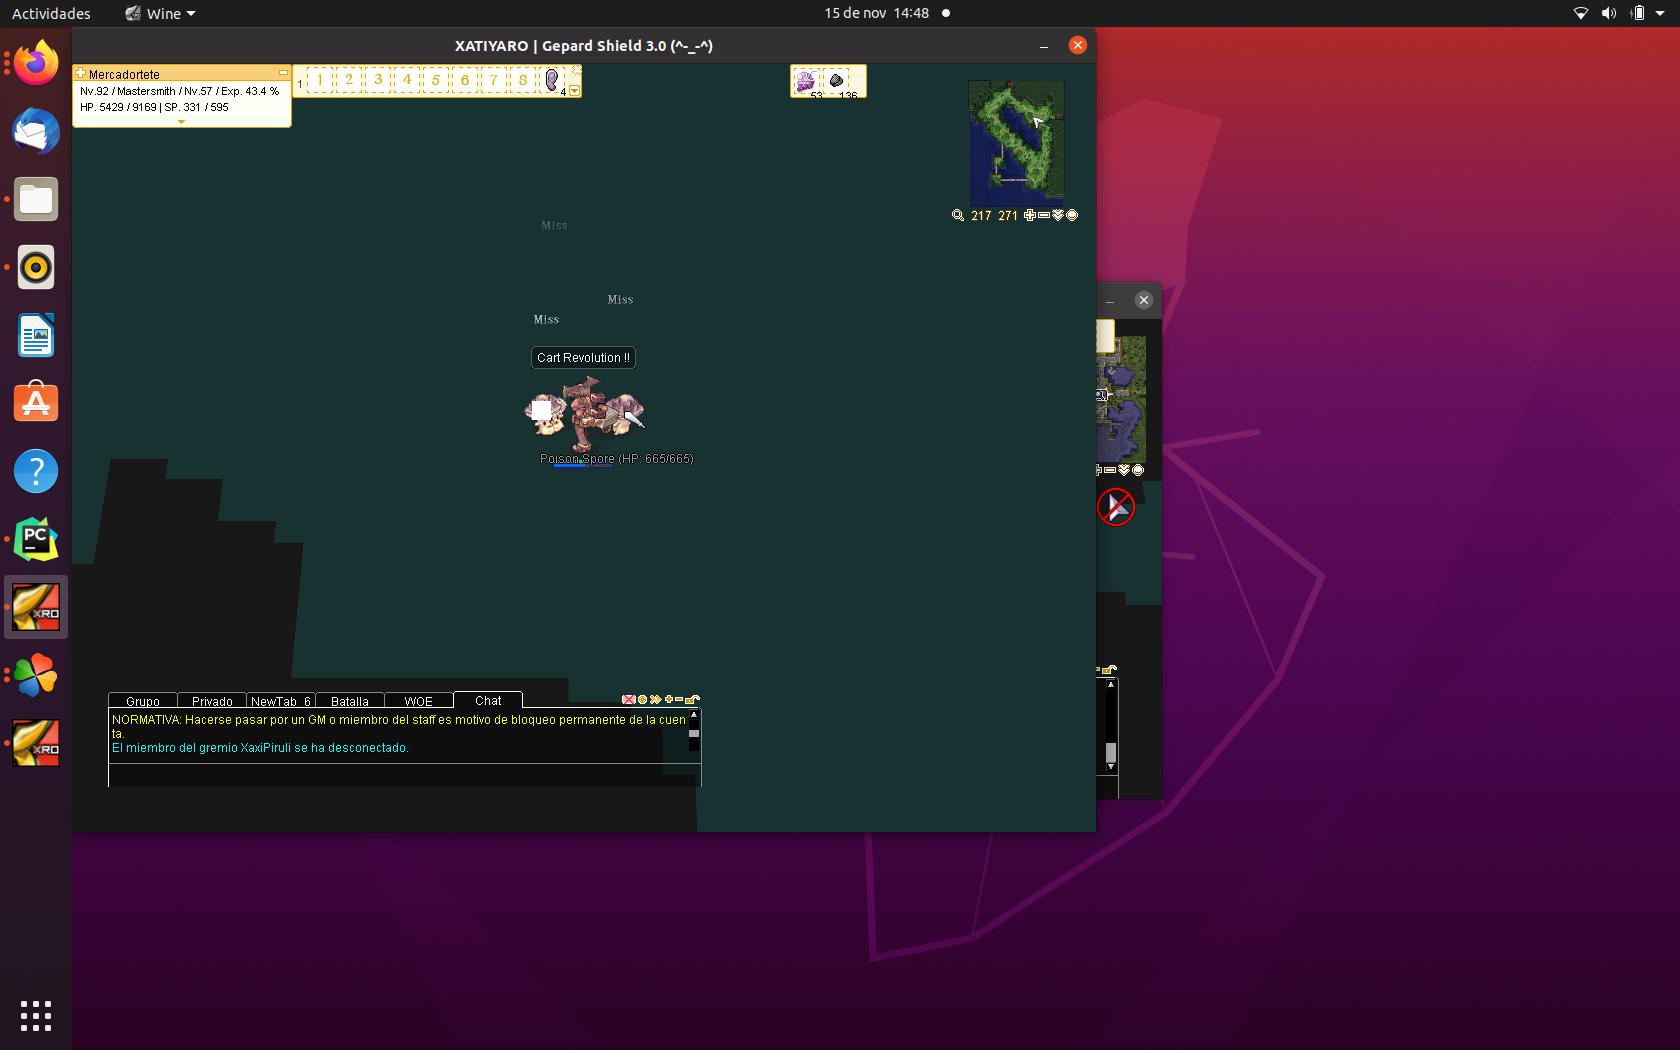 Actividades
Wine
15 de nov 14:48
XATIYARO | Gepard Shield 3.0 (^-_-^)
Mercadortete
Nv.92 / Mastersmith / Nv.57 / Exp. 43.4 %
HP. 5429 / 9169 | SP. 331 / 595
1 1 2 3 4 5 6 7 8 4
53 136
217 271
Miss
Miss
Miss
Cart Revolution !!
Poison Spore (HP: 665/665)
Grupo Privado NewTab_6 Batalla WOE Chat
NORMATIVA: Hacerse pasar por un GM o miembro del staff es motivo de bloqueo permanente de la cuen
ta.
El miembro del gremio XaxiPiruli se ha desconectado.
PC
XRO
XRO